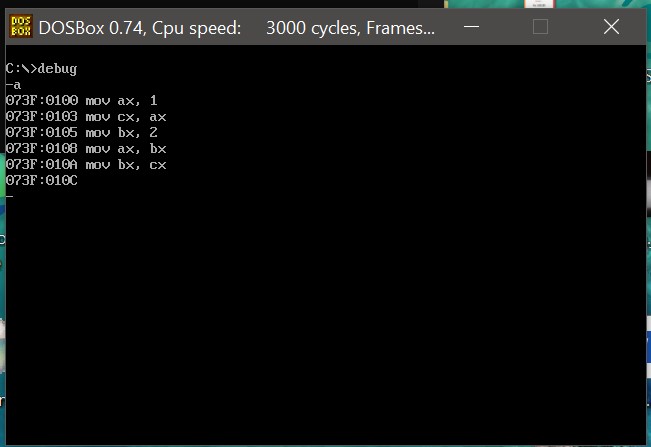 DOS
BOX
DOSBox 0.74, Cpu speed: 3000 cycles, Frames...
C:\>debug
-a
073F:0100 mov ax, 1
073F:0103 mov cx, ax
073F:0105 mov bx, 2
073F:0108 mov ax, bx
073F:010A mov bx, cx
073F:010C
-